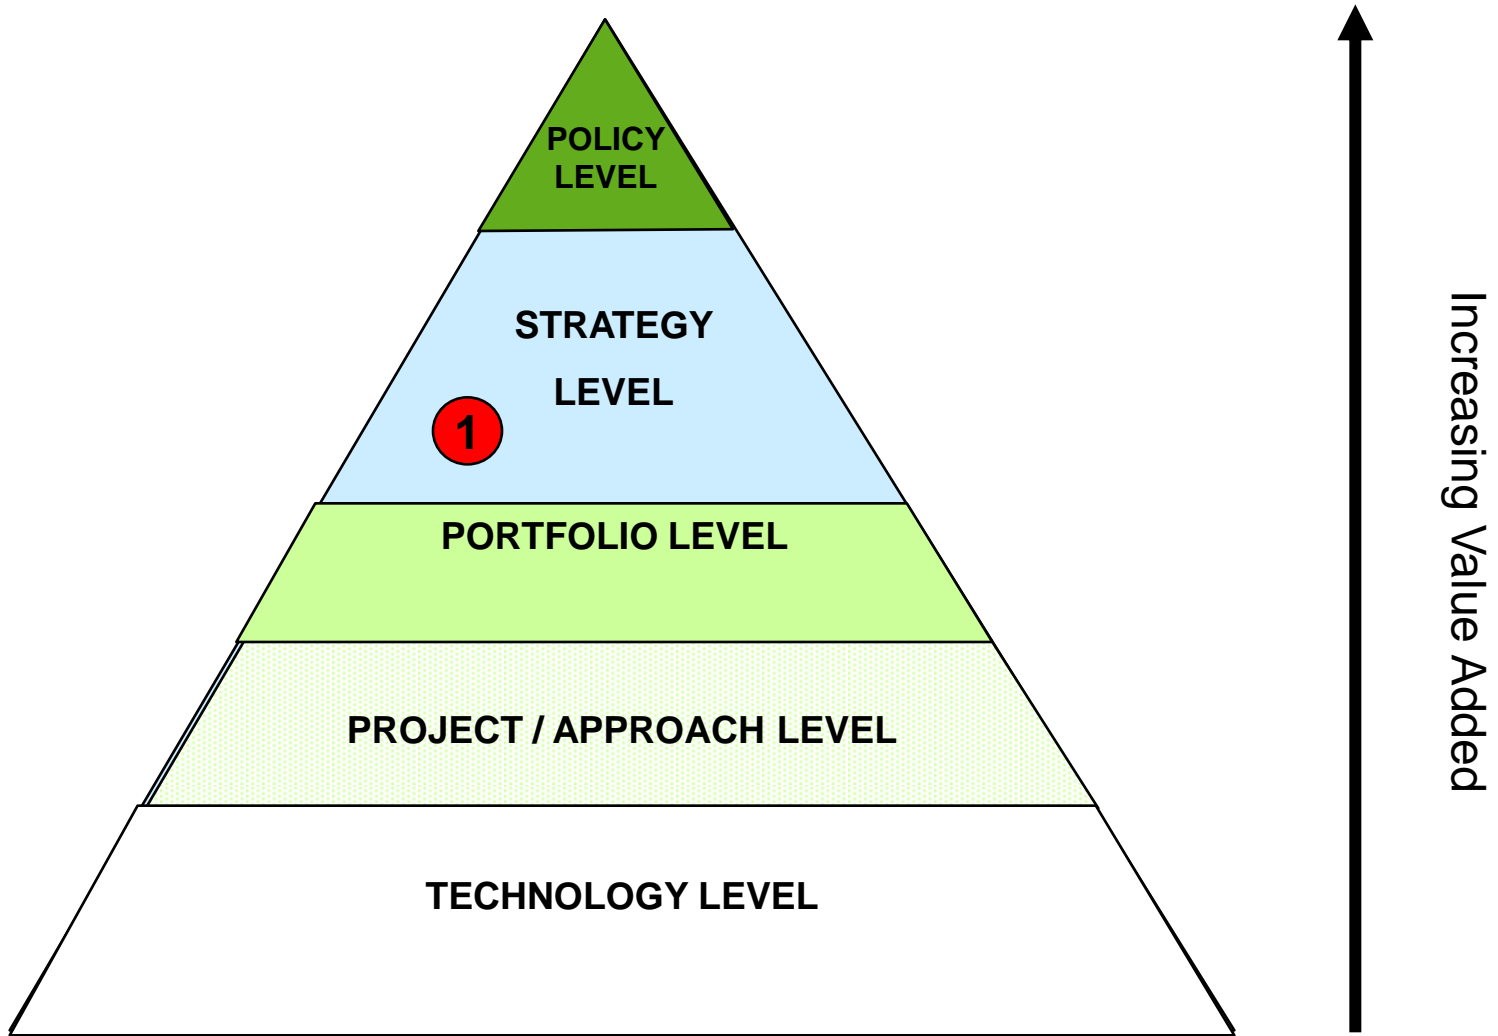 POLICY
LEVEL
STRATEGY
LEVEL
1
PORTFOLIO LEVEL
PROJECT / APPROACH LEVEL
TECHNOLOGY LEVEL
Increasing Value Added